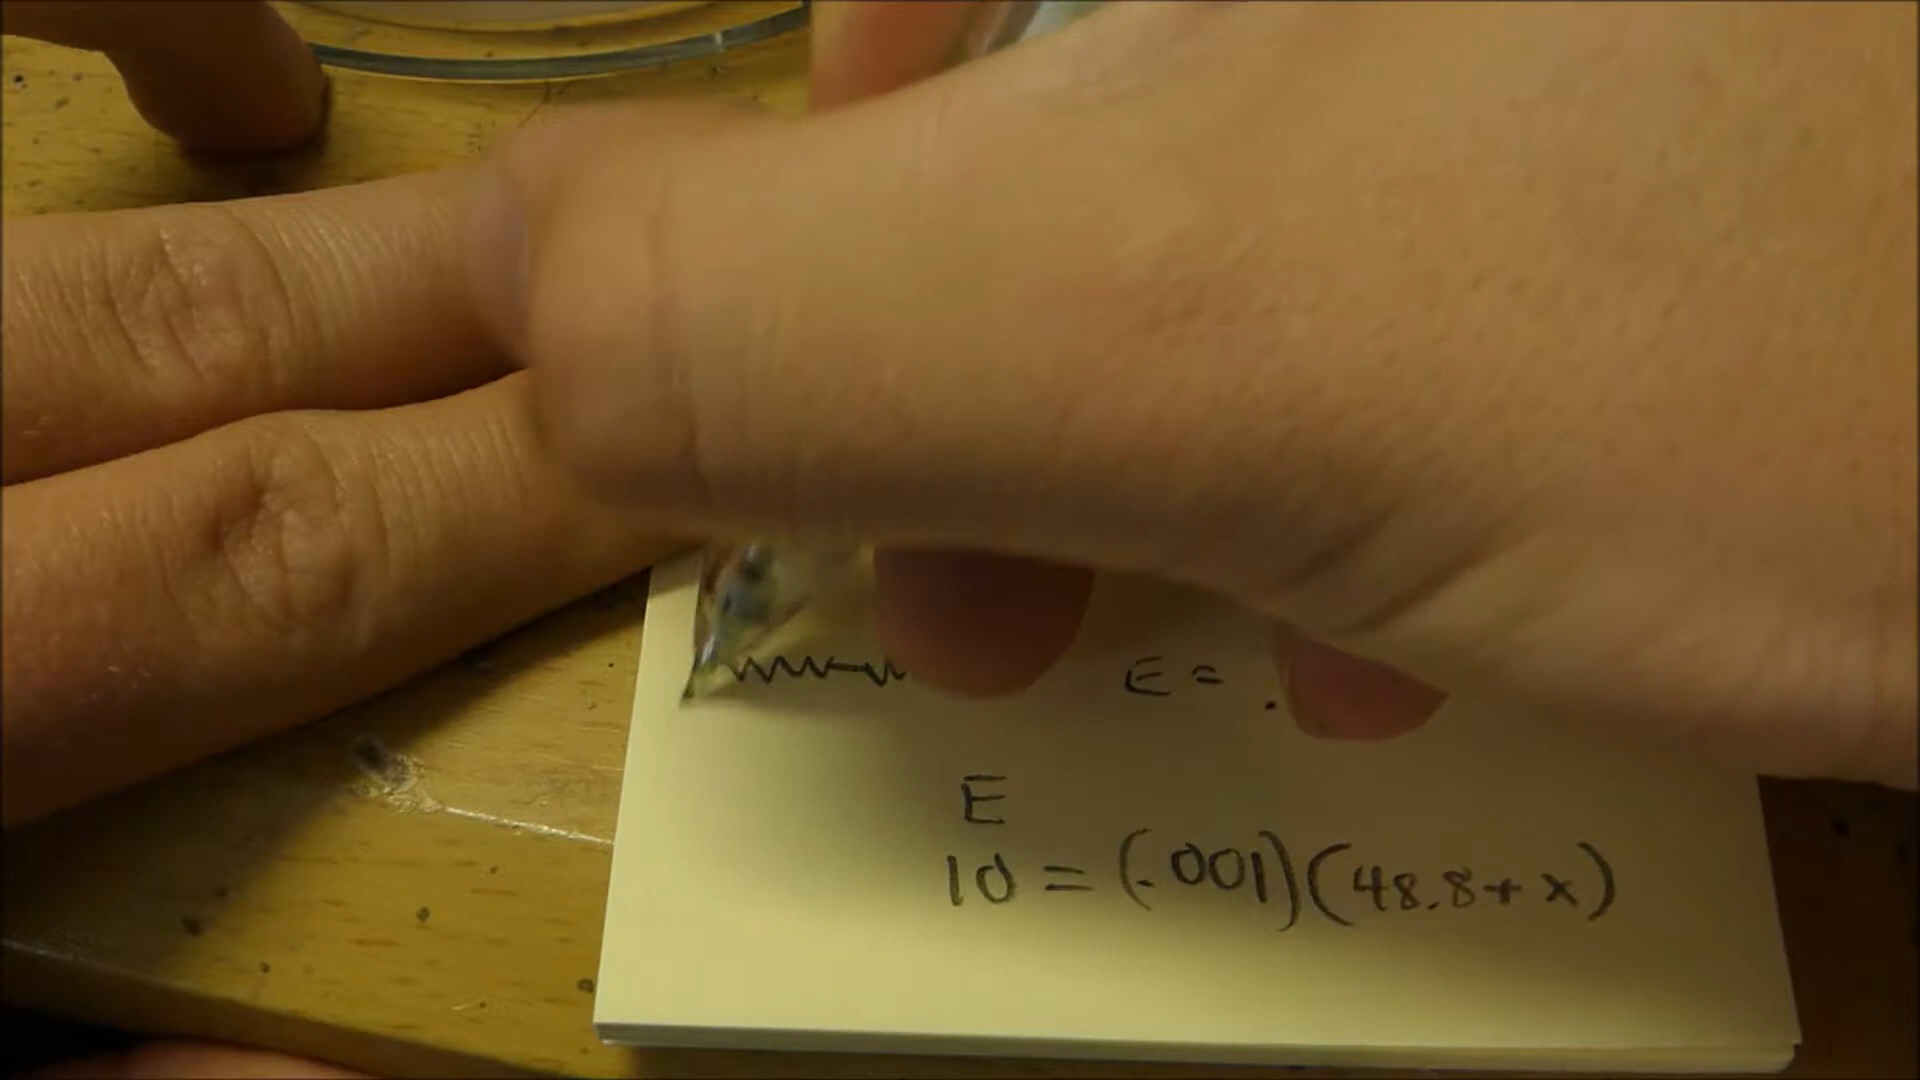 E = .
E
10 = (.001)(48.8+x)